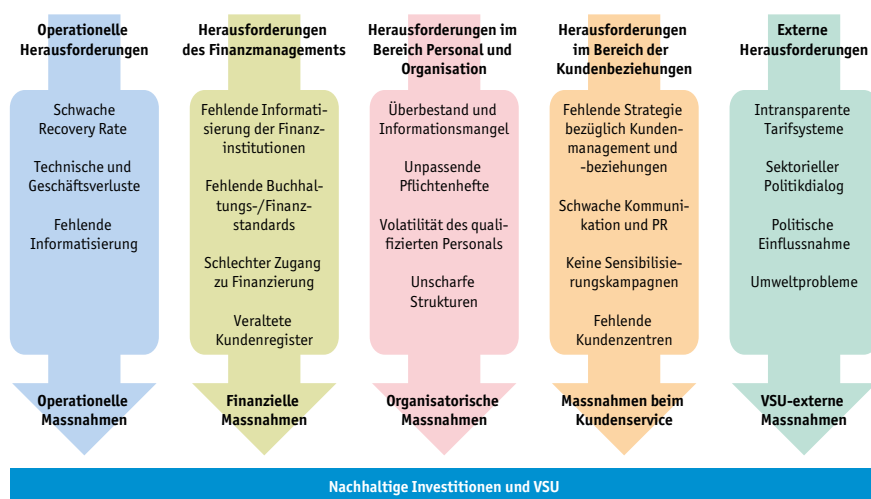 Operationelle
Herausforderungen
Schwache
Recovery Rate
Technische und
Geschäftsverluste
Fehlende
Informatisierung
Operationelle
Massnahmen
Herausforderungen
des Finanzmanagements
Fehlende Informati-
sierung der Finanz-
institutionen
Fehlende Buchhal-
tungs-/Finanz-
standards
Schlechter Zugang
zu Finanzierung
Veraltete
Kundenregister
Finanzielle
Massnahmen
Herausforderungen im
Bereich Personal und
Organisation
Überbestand und
Informationsmangel
Unpassende
Pflichtenhefte
Volatilität des quali-
fizierten Personals
Unscharfe
Strukturen
Organisatorische
Massnahmen
Herausforderungen
im Bereich der
Kundenbeziehungen
Fehlende Strategie
bezüglich Kunden-
management und
-beziehungen
Schwache Kommuni-
kation und PR
Keine Sensibilisie-
rungskampagnen
Fehlende
Kundenzentren
Massnahmen beim
Kundenservice
Externe
Herausforderungen
Intransparente
Tarifsysteme
Sektorieller
Politikdialog
Politische
Einflussnahme
Umweltprobleme
VSU-externe
Massnahmen
Nachhaltige Investitionen und VSU